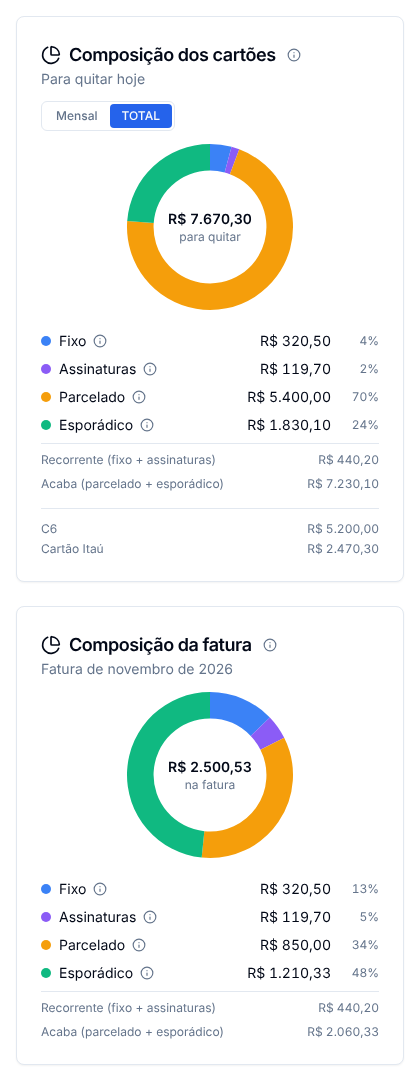 Composição dos cartões
Para quitar hoje
Mensal TOTAL
R$ 7.670,30
para quitar
Fixo R$ 320,50 4%
Assinaturas R$ 119,70 2%
Parcelado R$ 5.400,00 70%
Esporádico R$ 1.830,10 24%
Recorrente (fixo + assinaturas) R$ 440,20
Acaba (parcelado + esporádico) R$ 7.230,10
C6 R$ 5.200,00
Cartão Itaú R$ 2.470,30
Composição da fatura
Fatura de novembro de 2026
R$ 2.500,53
na fatura
Fixo R$ 320,50 13%
Assinaturas R$ 119,70 5%
Parcelado R$ 850,00 34%
Esporádico R$ 1.210,33 48%
Recorrente (fixo + assinaturas) R$ 440,20
Acaba (parcelado + esporádico) R$ 2.060,33